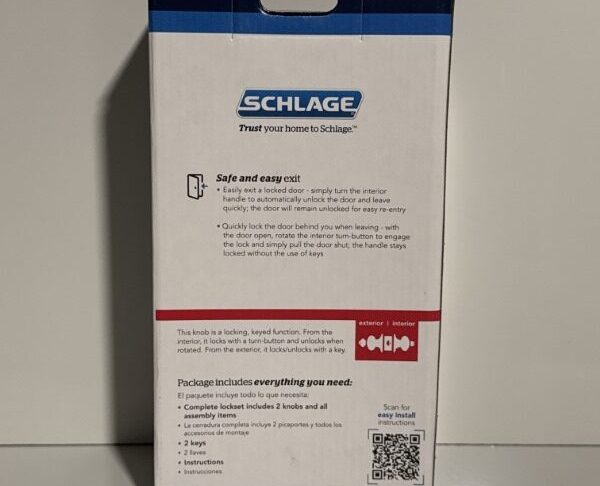 SCHLAGE
Trust your home to Schlage.™
Safe and easy exit
• Easily exit a locked door - simply turn the interior
handle to automatically unlock the door and leave
quickly; the door will remain unlocked for easy re-entry
• Quickly lock the door behind you when leaving - with
the door open, rotate the interior turn-button to engage
the lock and simply pull the door shut; the handle stays
locked without the use of keys
exterior | interior
This knob is a locking, keyed function. From the
interior, it locks with a turn-button and unlocks when
rotated. From the exterior, it locks/unlocks with a key.
Package includes everything you need:
El paquete incluye todo lo que necesita:
• Complete lockset includes 2 knobs and all
assembly items
• La cerradura completa incluye 2 picaportes y todos los
accesorios de montaje
• 2 keys
• 2 llaves
• Instructions
• Instrucciones
Scan for
easy install
instructions